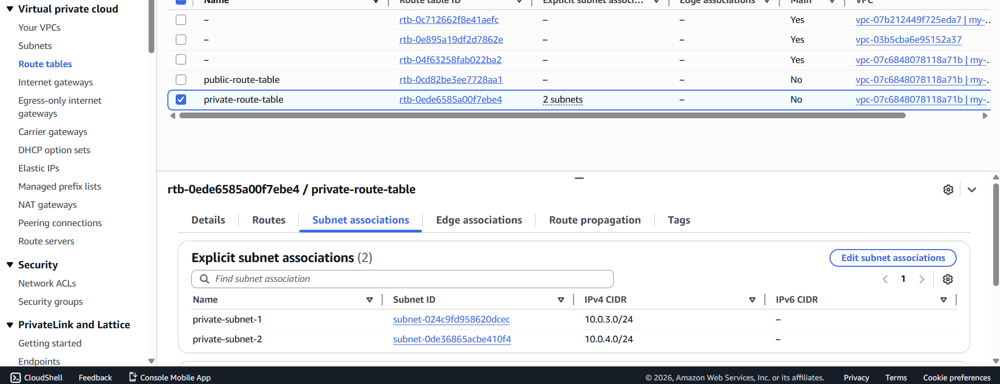 Virtual private cloud
Your VPCs
Subnets
Route tables
Internet gateways
Egress-only internet
gateways
Carrier gateways
DHCP option sets
Elastic IPs
Managed prefix lists
NAT gateways
Peering connections
Route servers
Security
Network ACLs
Security groups
PrivateLink and Lattice
Getting started
Endpoints
Name Route table ID Explicit subnet associ... Edge associations Main VPC
– rtb-0c712662f8e41aefc – – Yes vpc-07b212449f725eda7 | my-...
– rtb-0e895a19df2d7862e – – Yes vpc-03b5cba6e95152a37
– rtb-04f63258fab022ba2 – – Yes vpc-07c6848078118a71b | my-...
public-route-table rtb-0cd82be3ee7728aa1 – – No vpc-07c6848078118a71b | my-...
private-route-table rtb-0ede6585a00f7ebe4 2 subnets – No vpc-07c6848078118a71b | my-...
rtb-0ede6585a00f7ebe4 / private-route-table
Details Routes Subnet associations Edge associations Route propagation Tags
Explicit subnet associations (2) Edit subnet associations
Find subnet association 1
Name Subnet ID IPv4 CIDR IPv6 CIDR
private-subnet-1 subnet-024c9fd958620dcec 10.0.3.0/24 –
private-subnet-2 subnet-0de36865acbe410f4 10.0.4.0/24 –
CloudShell Feedback Console Mobile App © 2026, Amazon Web Services, Inc. or its affiliates. Privacy Terms Cookie preferences